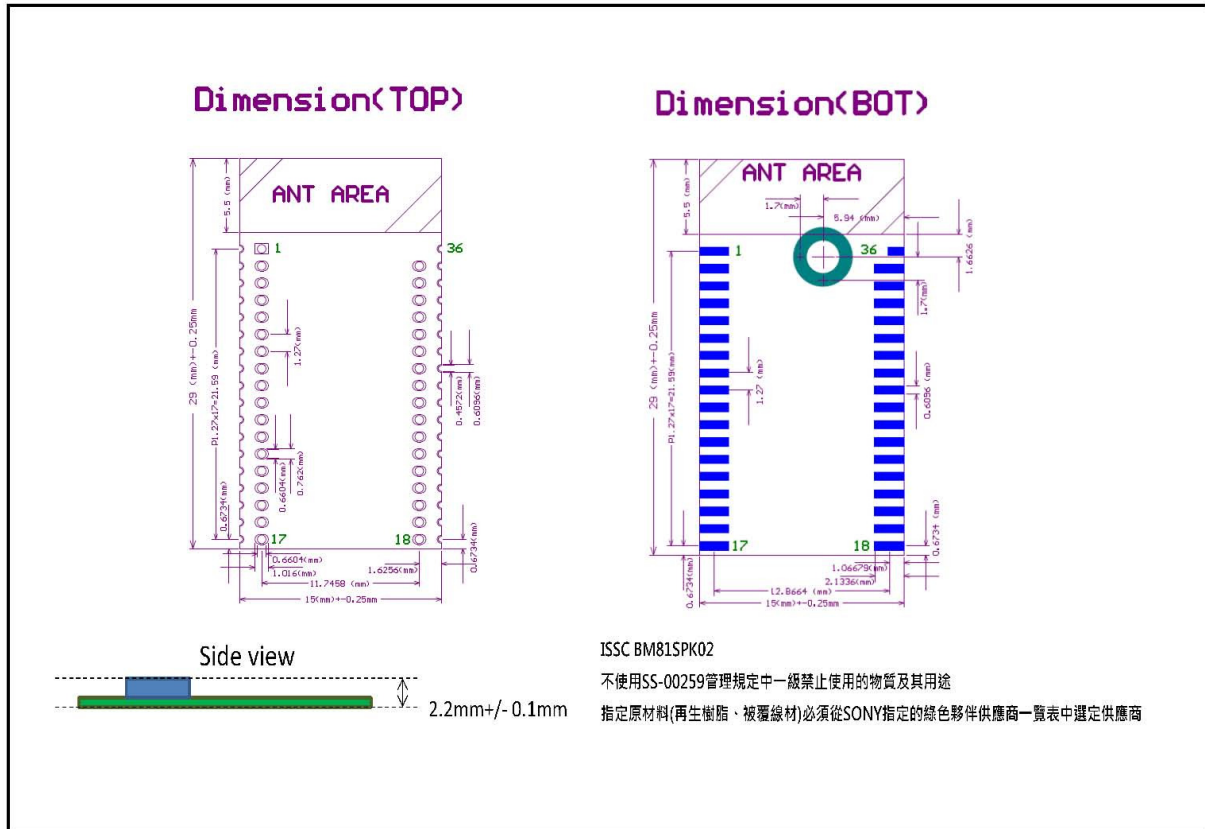 Dimension(TOP)
ANT AREA
5.5 (mm)
29 (mm)+-0.25mm
P1.27x17=21.59 (mm)
1
36
1.27(mm)
0.4572(mm)
0.6096(mm)
0.6604(mm)
0.762(mm)
0.6734(mm)
17
18
0.6734(mm)
0.6604(mm)
1.016(mm)
1.6256(mm)
11.7458 (mm)
15(mm)+-0.25mm
Dimension(BOT)
ANT AREA
5.5 (mm)
1.7(mm)
5.94 (mm)
1.6626 (mm)
1
36
1.7(mm)
29 (mm)+-0.25mm
P1.27x17=21.59(mm)
1.27 (mm)
0.6096(mm)
17
18
0.6734 (mm)
0.6734(mm)
1.06679(mm)
2.1336(mm)
12.8664 (mm)
15(mm)+-0.25mm
Side view
2.2mm+/- 0.1mm
ISSC BM81SPK02
不使用SS-00259管理規定中一級禁止使用的物質及其用途
指定原材料(再生樹脂、被覆線材)必須從SONY指定的綠色夥伴供應商一覽表中選定供應商